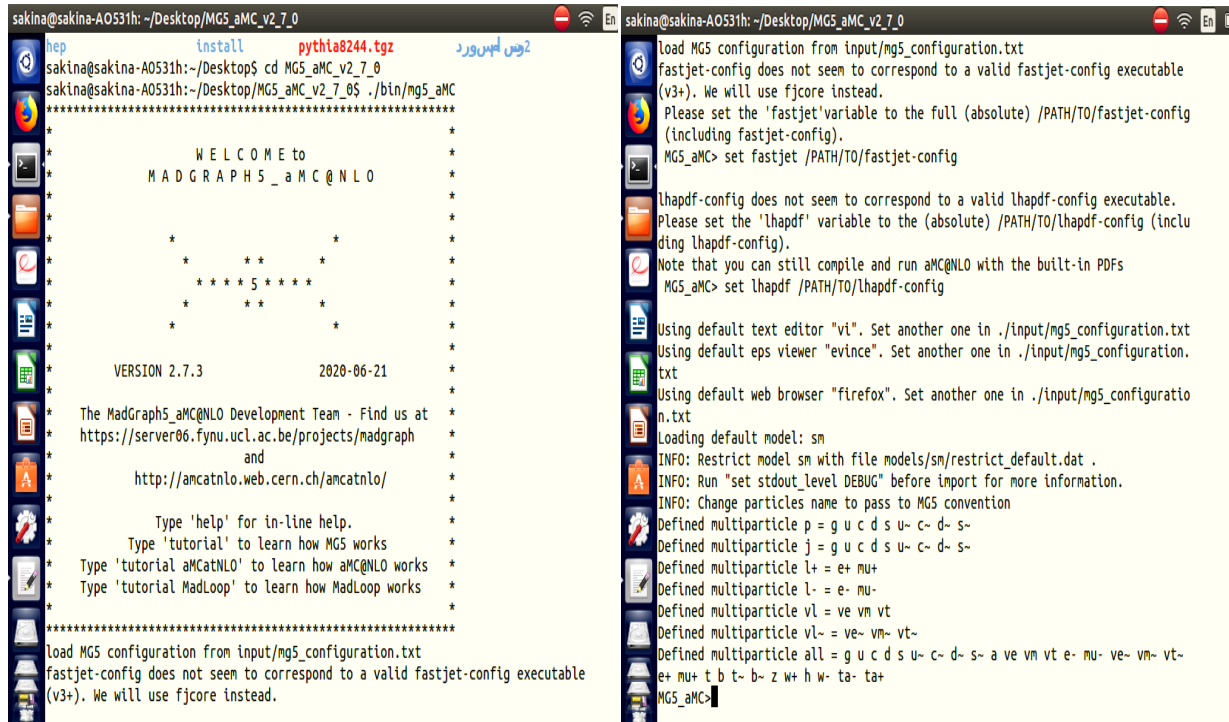 sakina@sakina-AO531h: ~/Desktop/MG5_aMC_v2_7_0
En
hep install pythia8244.tgz
sakina@sakina-AO531h:~/Desktop$ cd MG5_aMC_v2_7_0
sakina@sakina-AO531h:~/Desktop/MG5_aMC_v2_7_0$ ./bin/mg5_aMC
************************************************************
* *
* W E L C O M E to *
* M A D G R A P H 5 _ a M C @ N L O *
* *
* *
* * * *
* * * * * *
* * * * * 5 * * * * *
* * * * * *
* * * *
* *
* VERSION 2.7.3 2020-06-21 *
* *
* The MadGraph5_aMC@NLO Development Team - Find us at *
* https://server06.fynu.ucl.ac.be/projects/madgraph *
* and *
* http://amcatnlo.web.cern.ch/amcatnlo/ *
* *
* Type 'help' for in-line help. *
* Type 'tutorial' to learn how MG5 works *
* Type 'tutorial aMCatNLO' to learn how aMC@NLO works *
* Type 'tutorial MadLoop' to learn how MadLoop works *
* *
************************************************************
load MG5 configuration from input/mg5_configuration.txt
fastjet-config does not seem to correspond to a valid fastjet-config executable
(v3+). We will use fjcore instead.
sakina@sakina-AO531h: ~/Desktop/MG5_aMC_v2_7_0
En
load MG5 configuration from input/mg5_configuration.txt
fastjet-config does not seem to correspond to a valid fastjet-config executable
(v3+). We will use fjcore instead.
Please set the 'fastjet'variable to the full (absolute) /PATH/TO/fastjet-config
(including fastjet-config).
MG5_aMC> set fastjet /PATH/TO/fastjet-config
lhapdf-config does not seem to correspond to a valid lhapdf-config executable.
Please set the 'lhapdf' variable to the (absolute) /PATH/TO/lhapdf-config (inclu
ding lhapdf-config).
Note that you can still compile and run aMC@NLO with the built-in PDFs
MG5_aMC> set lhapdf /PATH/TO/lhapdf-config
Using default text editor "vi". Set another one in ./input/mg5_configuration.txt
Using default eps viewer "evince". Set another one in ./input/mg5_configuration.
txt
Using default web browser "firefox". Set another one in ./input/mg5_configuratio
n.txt
Loading default model: sm
INFO: Restrict model sm with file models/sm/restrict_default.dat .
INFO: Run "set stdout_level DEBUG" before import for more information.
INFO: Change particles name to pass to MG5 convention
Defined multiparticle p = g u c d s u~ c~ d~ s~
Defined multiparticle j = g u c d s u~ c~ d~ s~
Defined multiparticle l+ = e+ mu+
Defined multiparticle l- = e- mu-
Defined multiparticle vl = ve vm vt
Defined multiparticle vl~ = ve~ vm~ vt~
Defined multiparticle all = g u c d s u~ c~ d~ s~ a ve vm vt e- mu- ve~ vm~ vt~
e+ mu+ t b t~ b~ z w+ h w- ta- ta+
MG5_aMC>